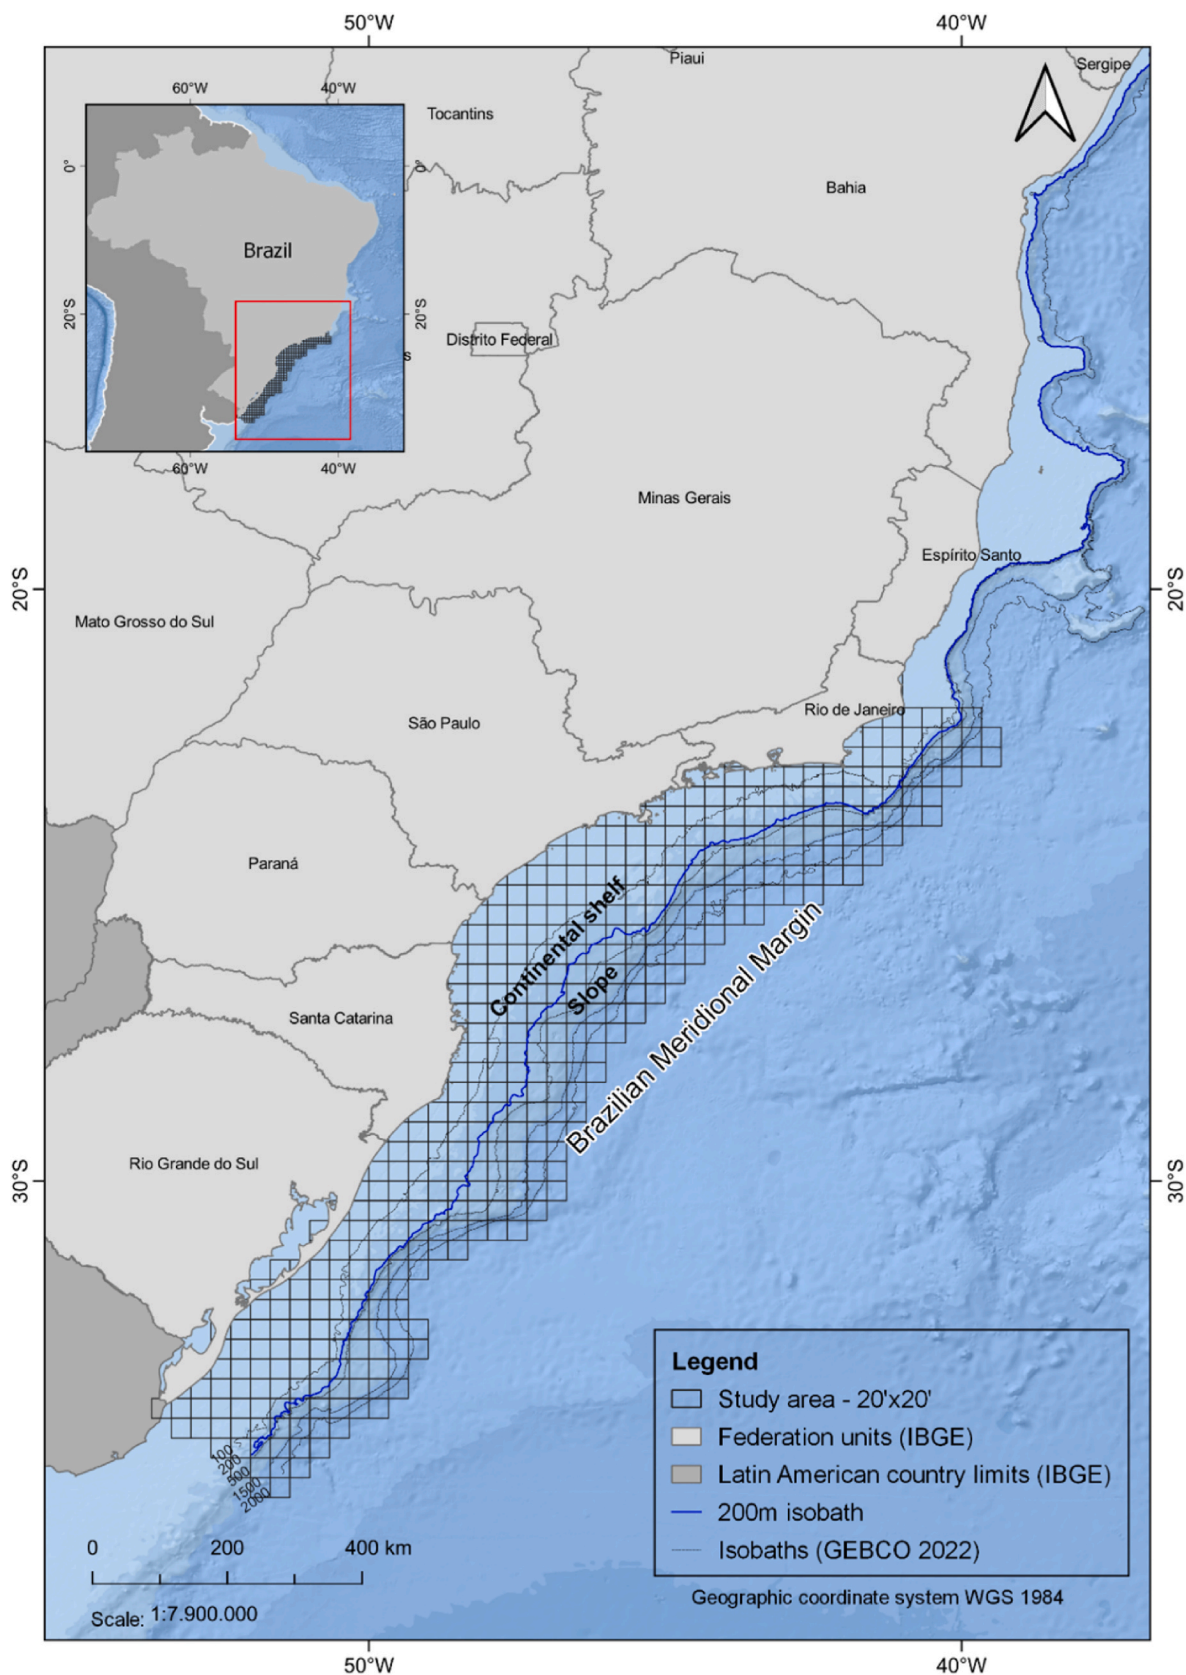 50°W
40°W
Piaui
Sergipe
60°W
40°W
Tocantins
0°
0°
Bahia
Brazil
20°S
20°S
Distrito Federal
s
60°W
40°W
Minas Gerais
Espírito Santo
20°S
20°S
Mato Grosso do Sul
Rio de Janeiro
São Paulo
Paraná
Continental shelf
Slope
Brazilian Meridional Margin
Santa Catarina
Rio Grande do Sul
30°S
30°S
100
200
500
1500
2000
Legend
Study area - 20'x20'
Federation units (IBGE)
Latin American country limits (IBGE)
200m isobath
Isobaths (GEBCO 2022)
0 200 400 km
Scale: 1:7.900.000
Geographic coordinate system WGS 1984
50°W
40°W